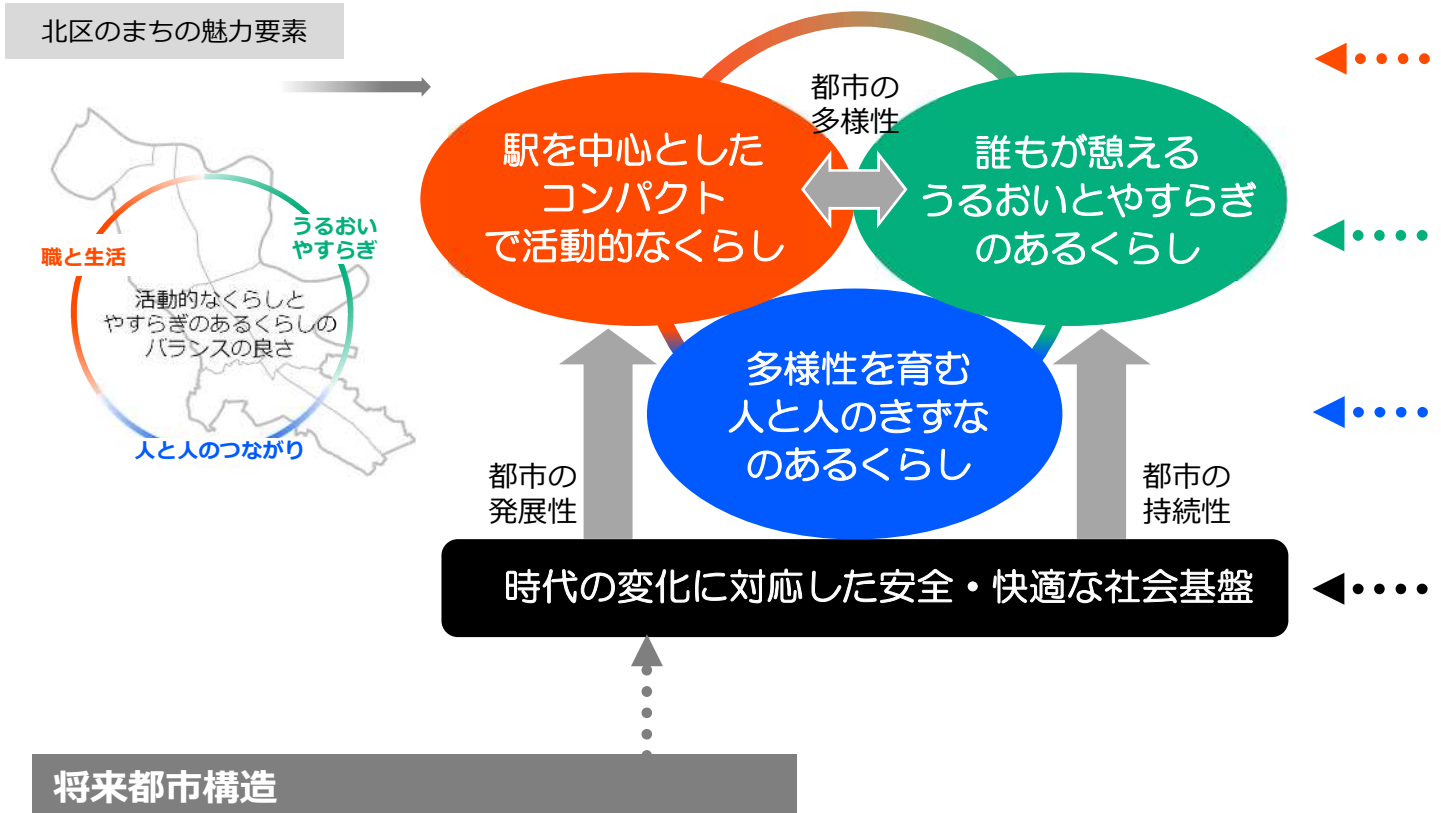 北区のまちの魅力要素
職と生活
うるおい
やすらぎ
活動的なくらしと
やすらぎのあるくらしの
バランスの良さ
人と人のつながり
都市の
多様性
駅を中心とした
コンパクト
で活動的なくらし
誰もが憩える
うるおいとやすらぎ
のあるくらし
多様性を育む
人と人のきずな
のあるくらし
都市の
発展性
都市の
持続性
時代の変化に対応した安全・快適な社会基盤
将来都市構造